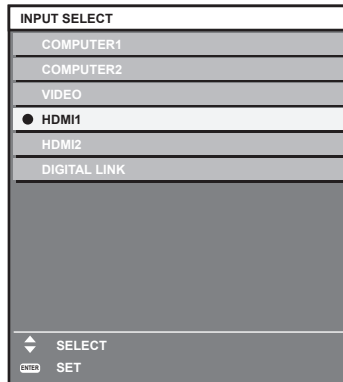 INPUT SELECT
COMPUTER1
COMPUTER2
VIDEO
HDMI1
HDMI2
DIGITAL LINK
SELECT
ENTER SET